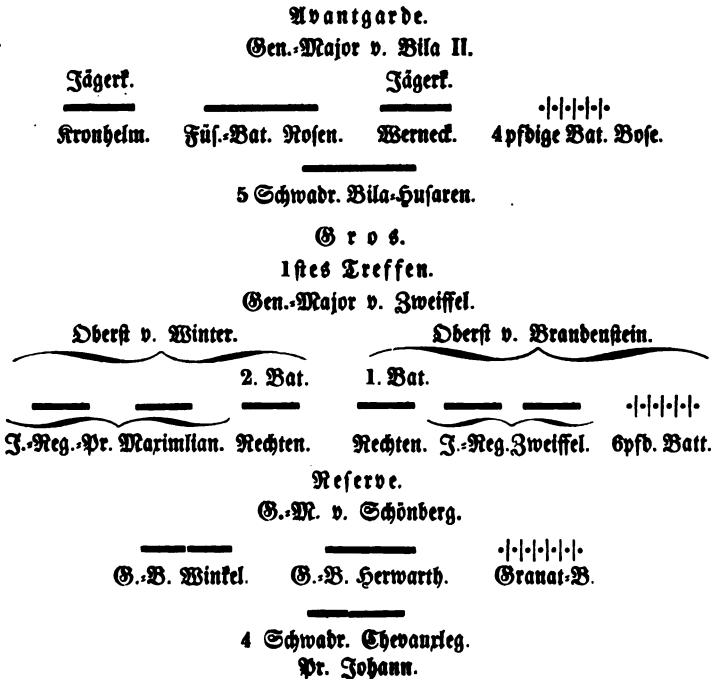 Avantgarde.
Gen.-Major v. Bila II.
Jägerk. Jägerk.
Kronhelm. Füs.-Bat. Rosen. Werneck. 4pfdige Bat. Bose.
5 Schwadr. Bila-Husaren.
Gros.
1stes Treffen.
Gen.-Major v. Zweiffel.
Oberst v. Winter. Oberst v. Brandenstein.
2. Bat. 1. Bat.
J.-Reg.-Pr. Maximlian. Rechten. Rechten. J.-Reg.Zweiffel. 6pfd. Batt.
Reserve.
G.-M. v. Schönberg.
G.-B. Winkel. G.-B. Herwarth. Granat-B.
4 Schwadr. Chevauxleg.
Pr. Johann.